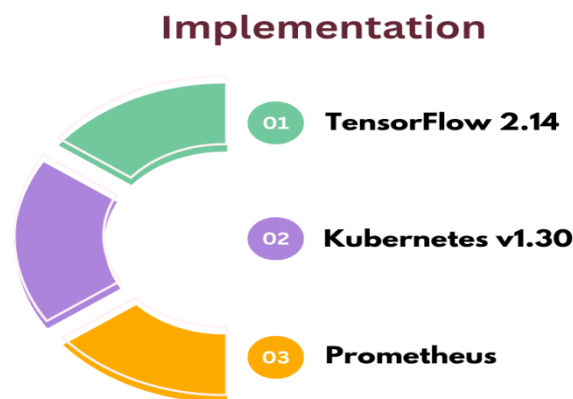 Implementation
01 TensorFlow 2.14
02 Kubernetes v1.30
03 Prometheus